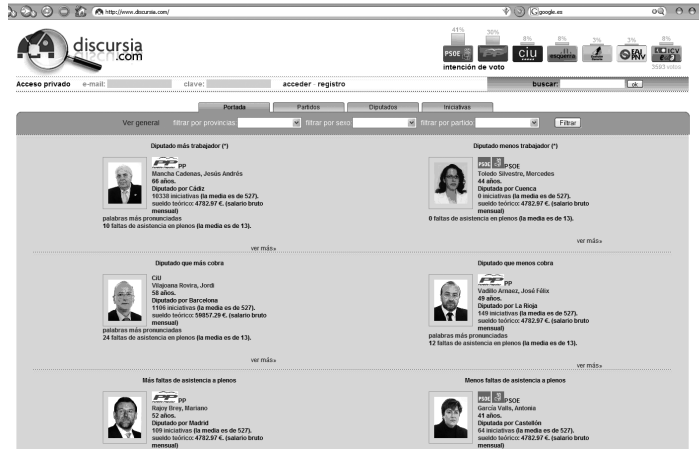 http://www.discursia.com/
google.es
discursia
.com
41% 30% 8% 8% 3% 3% 8%
PSOE PP ciu esquerra EAJ PNV ICV
intención de voto
3593 votos
Acceso privado e-mail: clave: acceder - registro
buscar: ok
Portada Partidos Diputados Iniciativas
Ver general filtrar por provincias filtrar por sexo filtrar por partido Filtrar
Diputado más trabajador (*)
PP PP
Mancha Cadenas, Jesús Andrés
66 años.
Diputado por Cádiz
10338 iniciativas (la media es de 527).
sueldo teórico: 4782.97 €. (salario bruto
mensual)
palabras más pronunciadas
10 faltas de asistencia en plenos (la media es de 13).
ver más»
Diputado menos trabajador (*)
PSOE PSOE
Toledo Silvestre, Mercedes
44 años.
Diputada por Cuenca
0 iniciativas (la media es de 527).
sueldo teórico: 4782.97 €. (salario bruto
mensual)
0 faltas de asistencia en plenos (la media es de 13).
ver más»
Diputado que más cobra
CiU
Vilajoana Rovira, Jordi
58 años.
Diputado por Barcelona
1106 iniciativas (la media es de 527).
sueldo teórico: 59857.29 €. (salario bruto
mensual)
palabras más pronunciadas
24 faltas de asistencia en plenos (la media es de 13).
ver más»
Diputado que menos cobra
PP PP
Vadillo Arnaez, José Félix
49 años.
Diputado por La Rioja
149 iniciativas (la media es de 527).
sueldo teórico: 4782.97 €. (salario bruto
mensual)
palabras más pronunciadas
12 faltas de asistencia en plenos (la media es de 13).
ver más»
Más faltas de asistencia a plenos
PP PP
Rajoy Brey, Mariano
52 años.
Diputado por Madrid
109 iniciativas (la media es de 527).
sueldo teórico: 4782.97 €. (salario bruto
mensual)
Menos faltas de asistencia a plenos
PSOE PSOE
García Valls, Antonia
41 años.
Diputada por Castellón
64 iniciativas (la media es de 527).
sueldo teórico: 4782.97 €. (salario bruto
mensual)